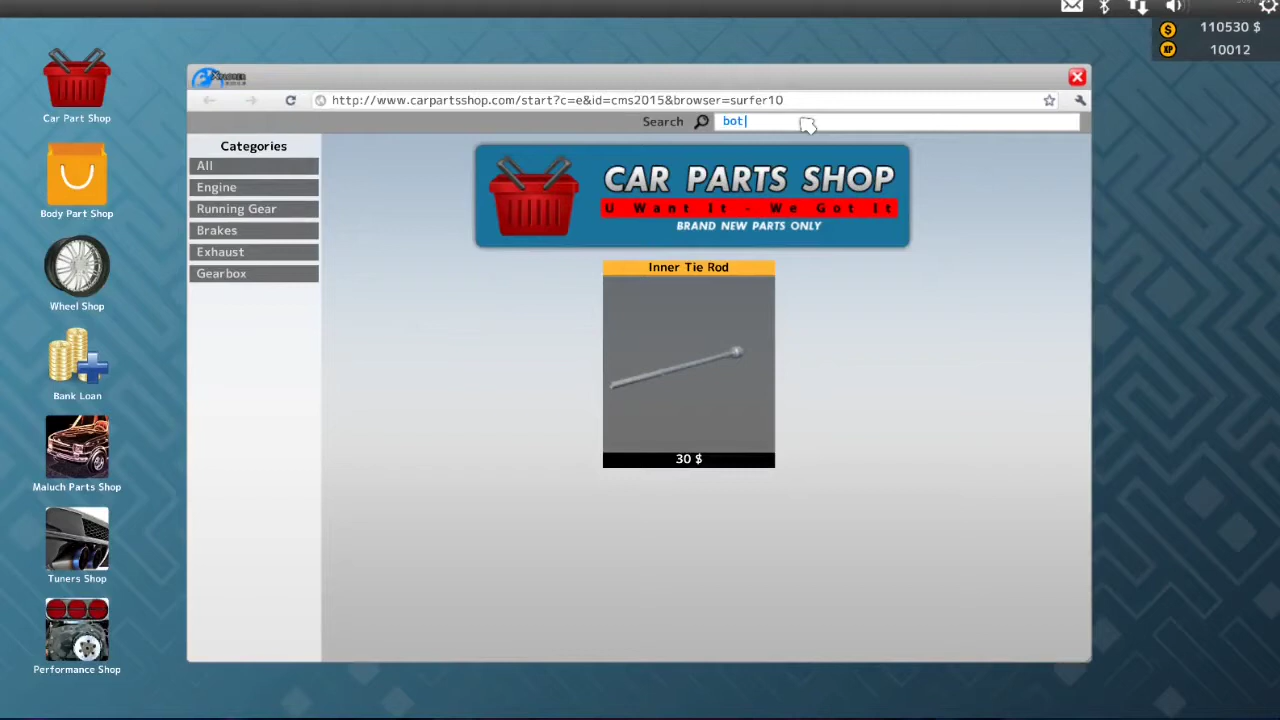 110530 $
10012
Car Part Shop
Body Part Shop
Wheel Shop
Bank Loan
Maluch Parts Shop
Tuners Shop
Performance Shop
http://www.carpartsshop.com/start?c=e&id=cms2015&browser=surfer10
Search bot
Categories
All
Engine
Running Gear
Brakes
Exhaust
Gearbox
CAR PARTS SHOP
U Want It - We Got It
BRAND NEW PARTS ONLY
Inner Tie Rod
30 $